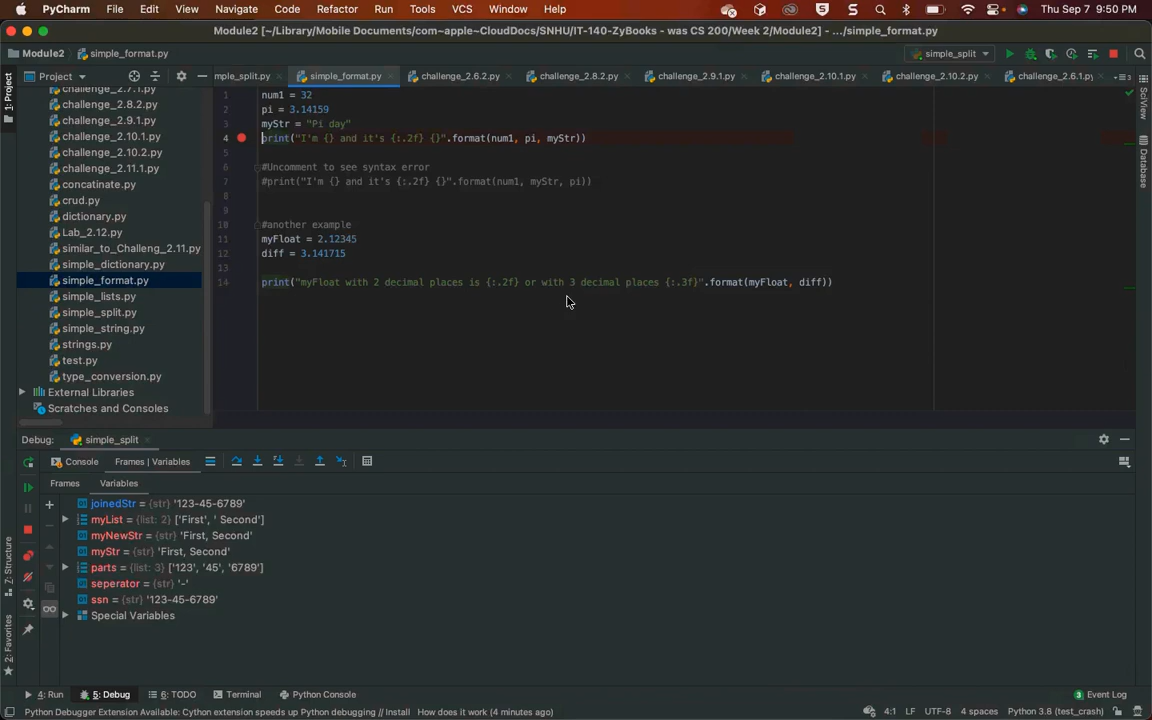 PyCharm File Edit View Navigate Code Refactor Run Tools VCS Window Help Thu Sep 7 9:50 PM
Module2 [~/Library/Mobile Documents/com~apple~CloudDocs/SNHU/IT-140-ZyBooks - was CS 200/Week 2/Module2] - .../simple_format.py
Module2 simple_format.py simple_split
Project mple_split.py simple_format.py challenge_2.6.2.py challenge_2.8.2.py challenge_2.9.1.py challenge_2.10.1.py challenge_2.10.2.py challenge_2.6.1.py
1: Project
challenge_2.7.1.py
challenge_2.8.2.py
challenge_2.9.1.py
challenge_2.10.1.py
challenge_2.10.2.py
challenge_2.11.1.py
concatinate.py
crud.py
dictionary.py
Lab_2.12.py
similar_to_Challeng_2.11.py
simple_dictionary.py
simple_format.py
simple_lists.py
simple_split.py
simple_string.py
strings.py
test.py
type_conversion.py
External Libraries
Scratches and Consoles
1 num1 = 32
2 pi = 3.14159
3 myStr = "Pi day"
4 print("I'm {} and it's {:.2f} {}".format(num1, pi, myStr))
5
6 #Uncomment to see syntax error
7 #print("I'm {} and it's {:.2f} {}".format(num1, myStr, pi))
8
9
10 #another example
11 myFloat = 2.12345
12 diff = 3.141715
13
14 print("myFloat with 2 decimal places is {:.2f} or with 3 decimal places {:.3f}".format(myFloat, diff))
SciView
Database
Debug: simple_split
Console Frames | Variables
Frames Variables
joinedStr = {str} '123-45-6789'
myList = {list: 2} ['First', ' Second']
myNewStr = {str} 'First, Second'
myStr = {str} 'First, Second'
parts = {list: 3} ['123', '45', '6789']
seperator = {str} '-'
ssn = {str} '123-45-6789'
Special Variables
7: Structure
2: Favorites
4: Run 5: Debug 6: TODO Terminal Python Console 3 Event Log
Python Debugger Extension Available: Cython extension speeds up Python debugging // Install How does it work (4 minutes ago) 4:1 LF UTF-8 4 spaces Python 3.8 (test_crash)